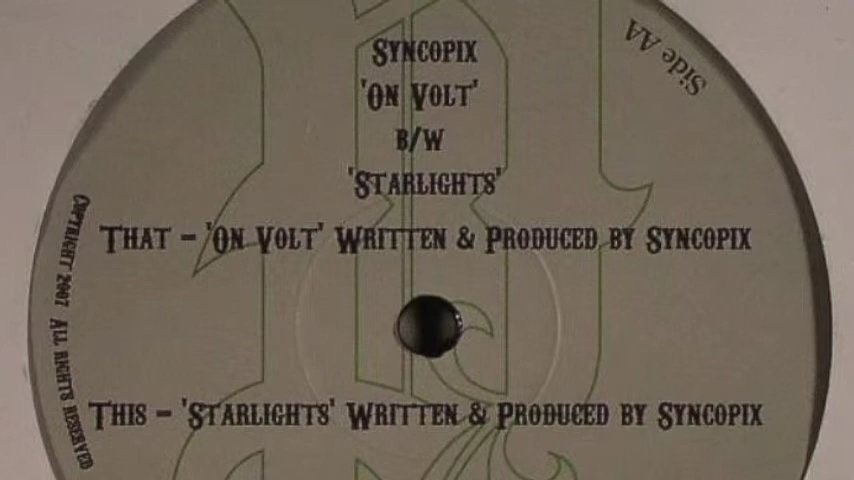 Syncopix
'On Volt'
B/W
'Starlights'
That – 'On Volt' Written & Produced by Syncopix
This – 'Starlights' Written & Produced by Syncopix
Side AA
Copyright 2007 All rights reserved